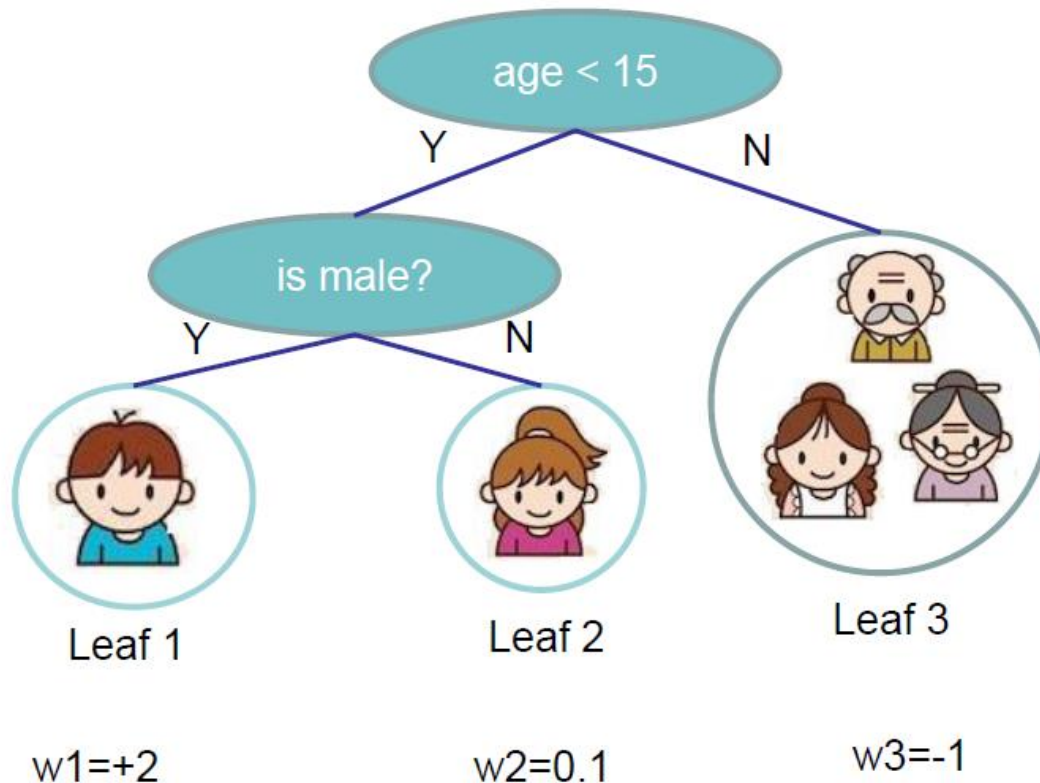 age < 15
Y
N
is male?
Y
N
Leaf 1
Leaf 2
Leaf 3
w1=+2
w2=0.1
w3=-1